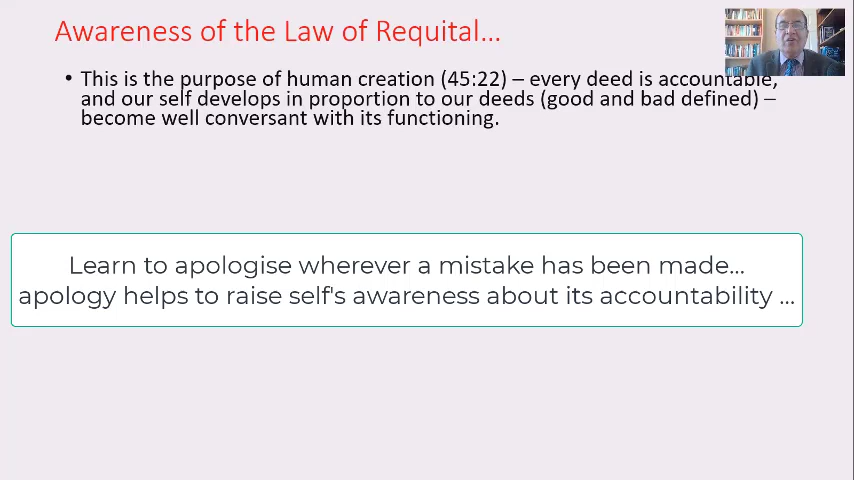 Awareness of the Law of Requital...
• This is the purpose of human creation (45:22) – every deed is accountable,
and our self develops in proportion to our deeds (good and bad defined) –
become well conversant with its functioning.
Learn to apologise wherever a mistake has been made...
apology helps to raise self's awareness about its accountability ...